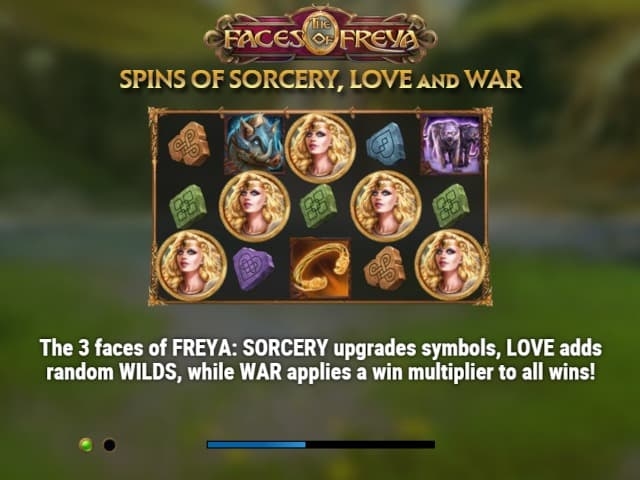 The
FACES OF FREYA
SPINS OF SORCERY, LOVE AND WAR
The 3 faces of FREYA: SORCERY upgrades symbols, LOVE adds
random WILDS, while WAR applies a win multiplier to all wins!